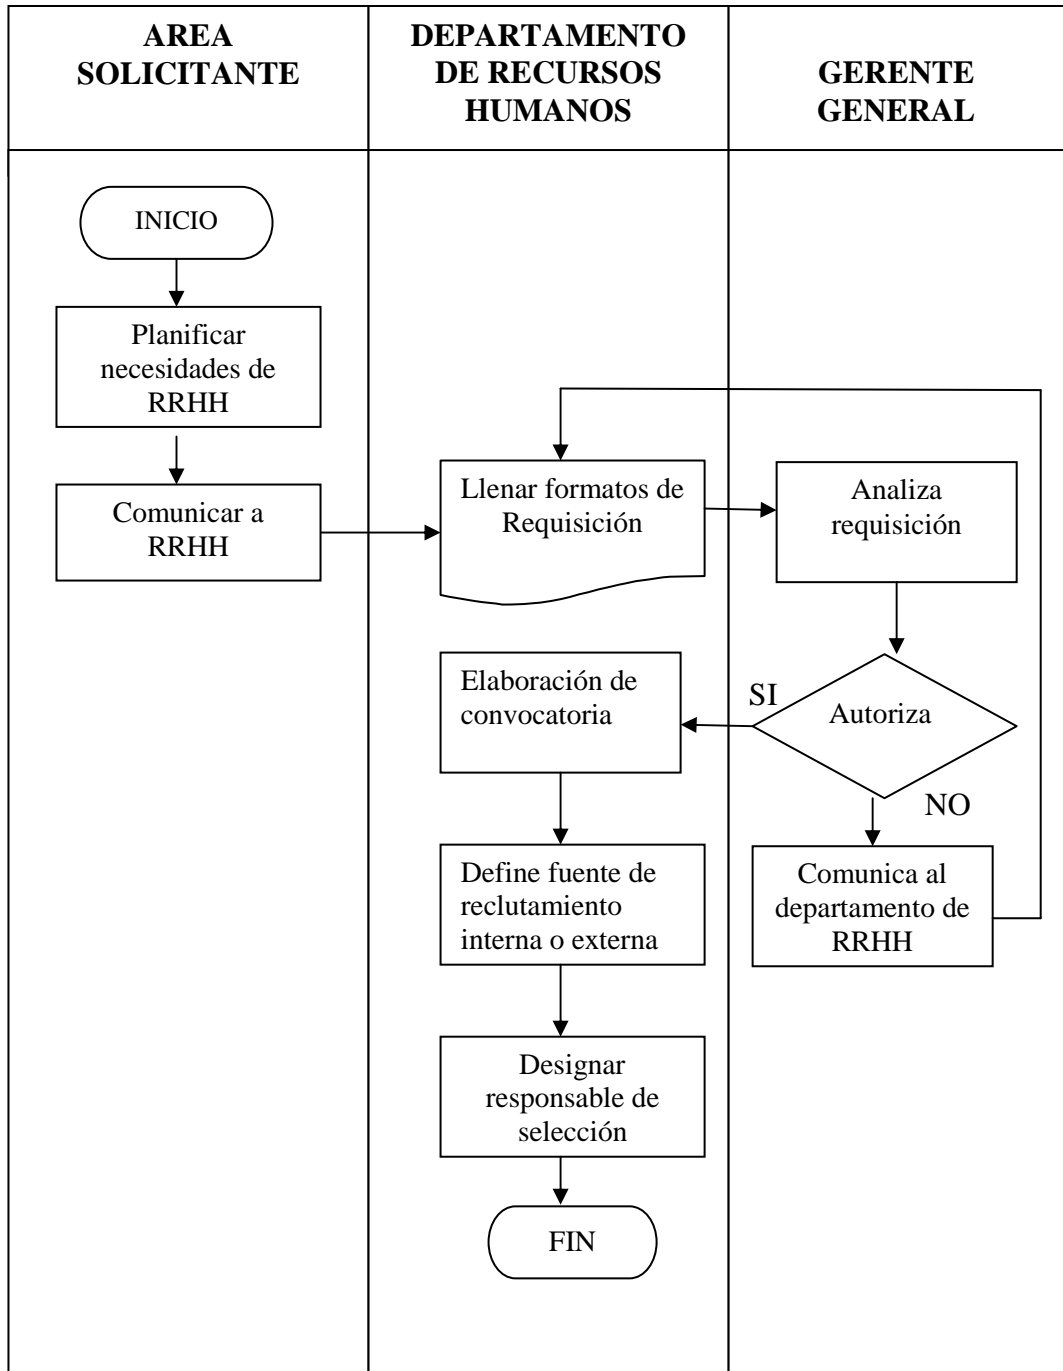 AREA
SOLICITANTE
DEPARTAMENTO
DE RECURSOS
HUMANOS
GERENTE
GENERAL
INICIO
Planificar
necesidades de
RRHH
Comunicar a
RRHH
Llenar formatos de
Requisición
Analiza
requisición
Autoriza
SI
NO
Elaboración de
convocatoria
Comunica al
departamento de
RRHH
Define fuente de
reclutamiento
interna o externa
Designar
responsable de
selección
FIN